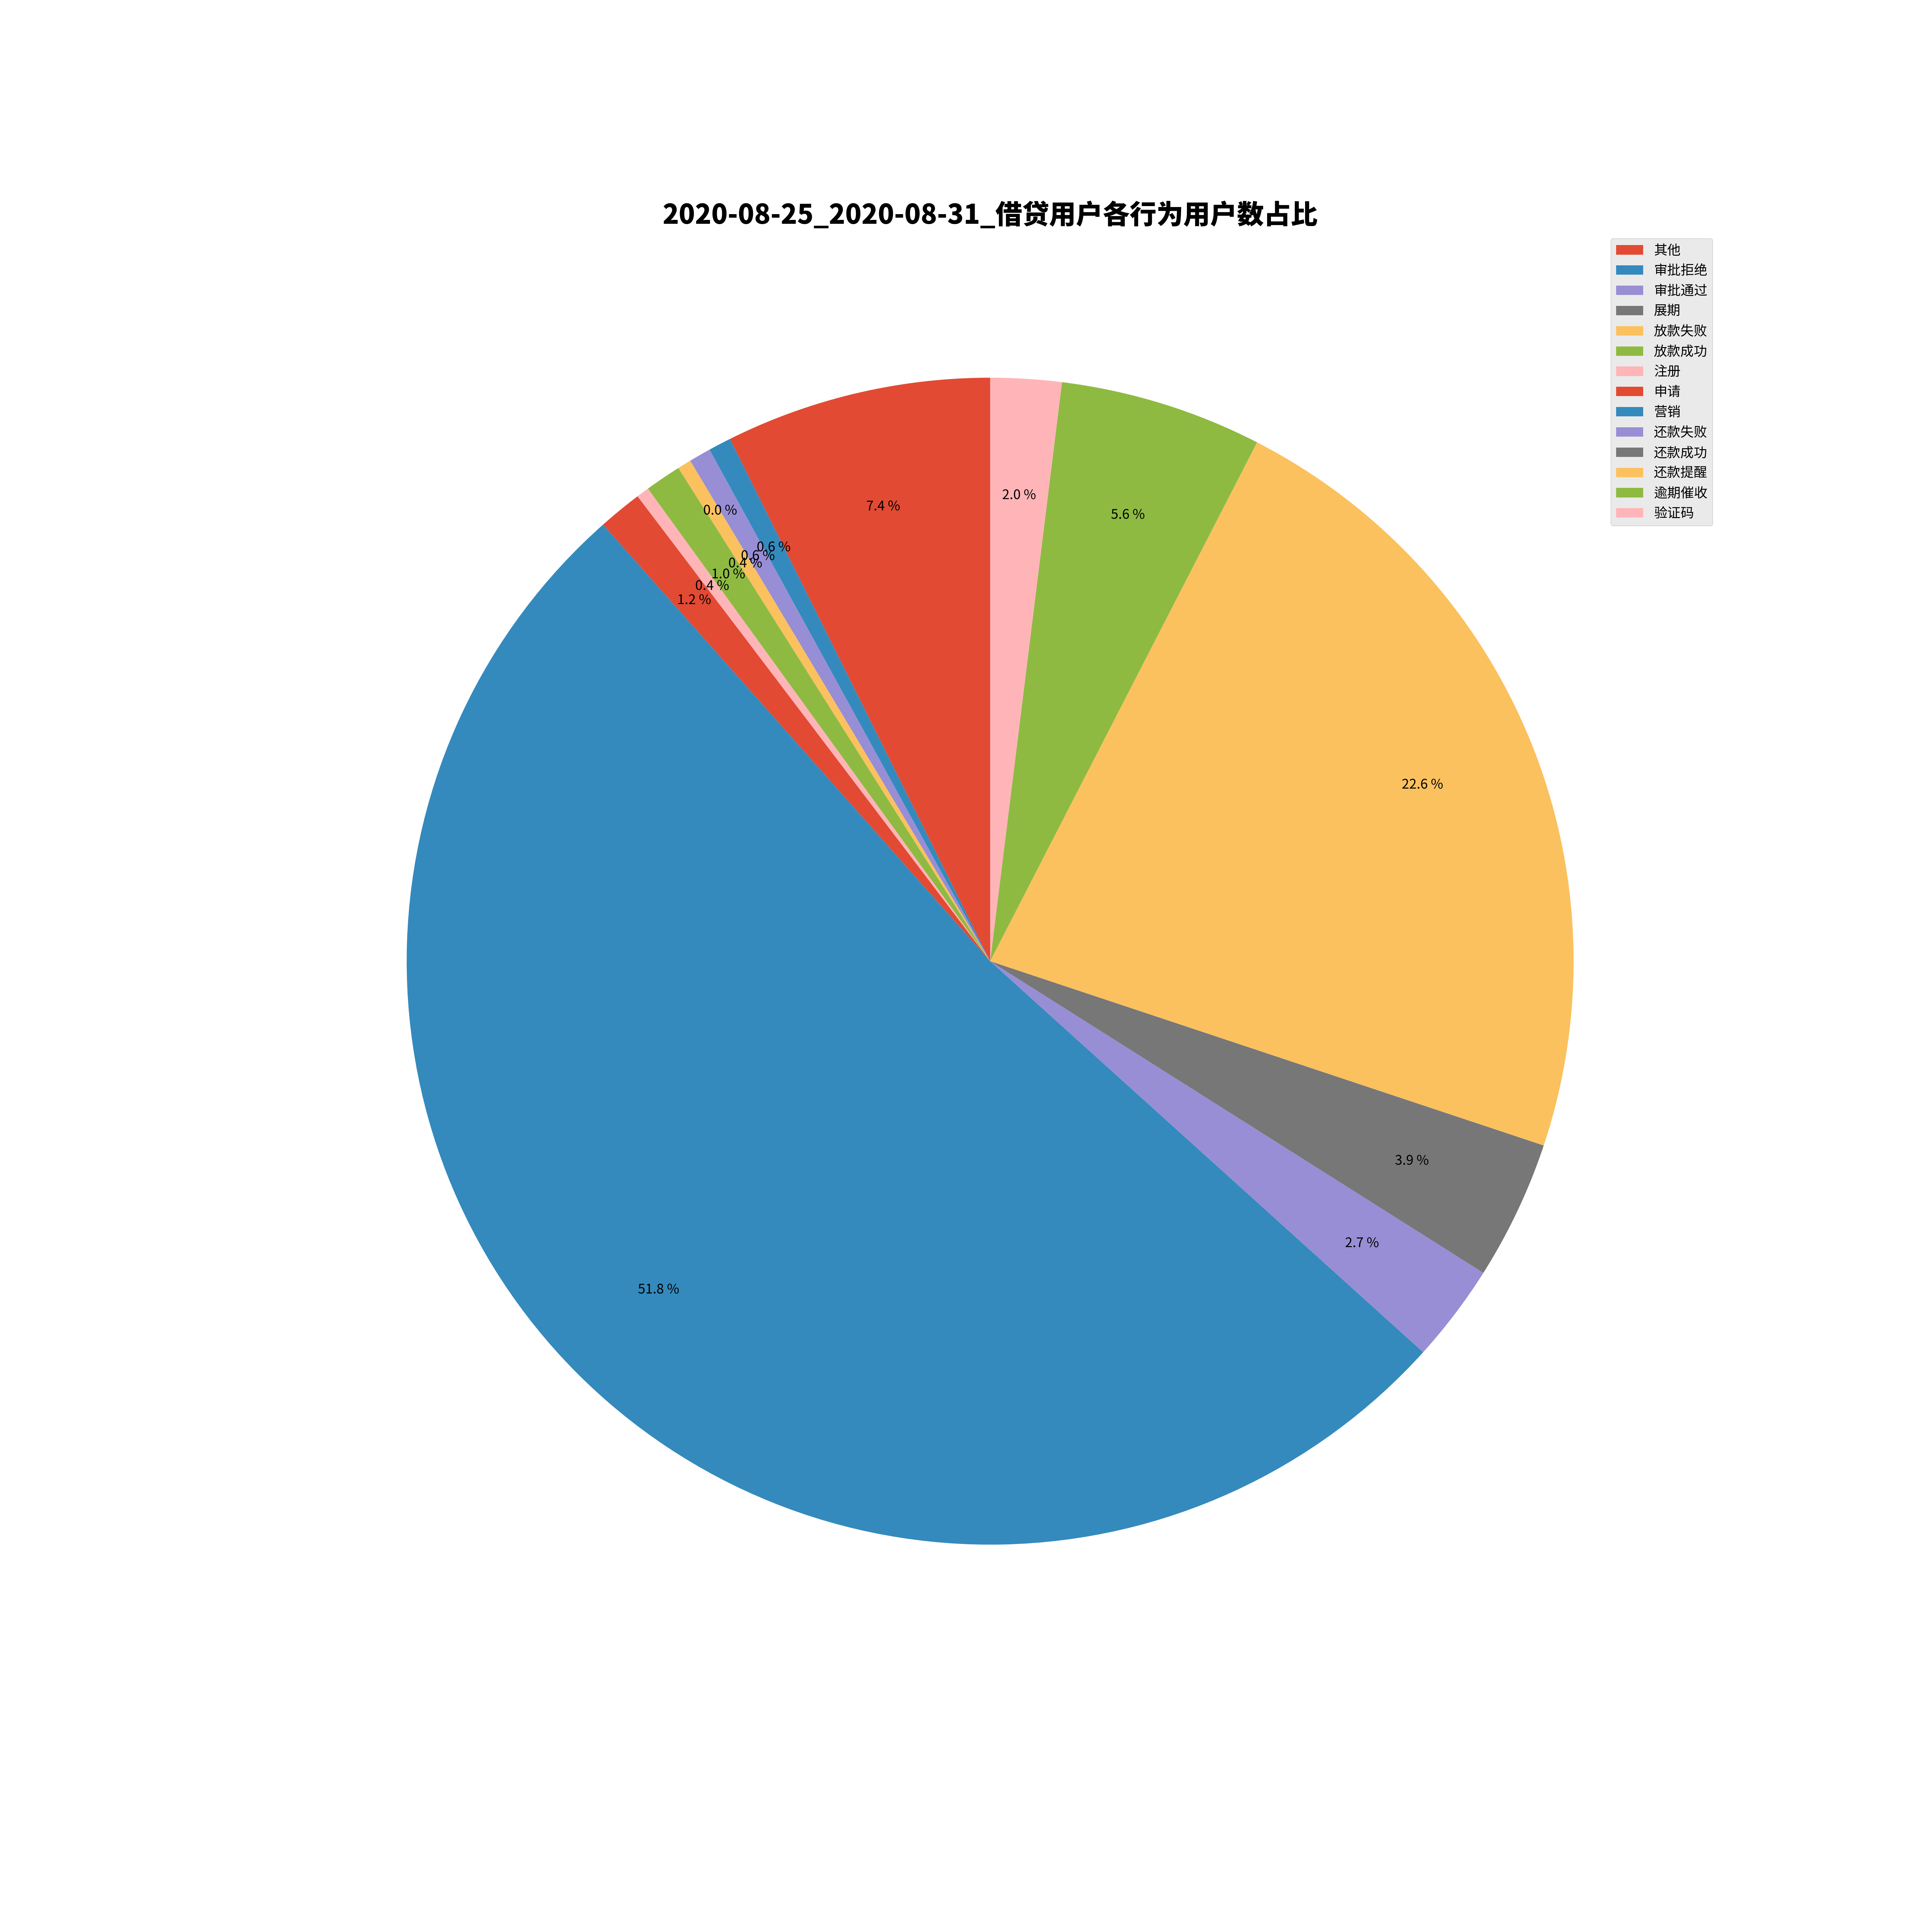 2020-08-25_2020-08-31_借贷用户各行为用户数占比
其他
审批拒绝
审批通过
展期
放款失败
放款成功
注册
申请
营销
还款失败
还款成功
还款提醒
逾期催收
验证码
2.0 %
7.4 %
0.0 %
5.6 %
0.6 %
0.6 %
0.4 %
1.0 %
0.4 %
1.2 %
22.6 %
3.9 %
2.7 %
51.8 %